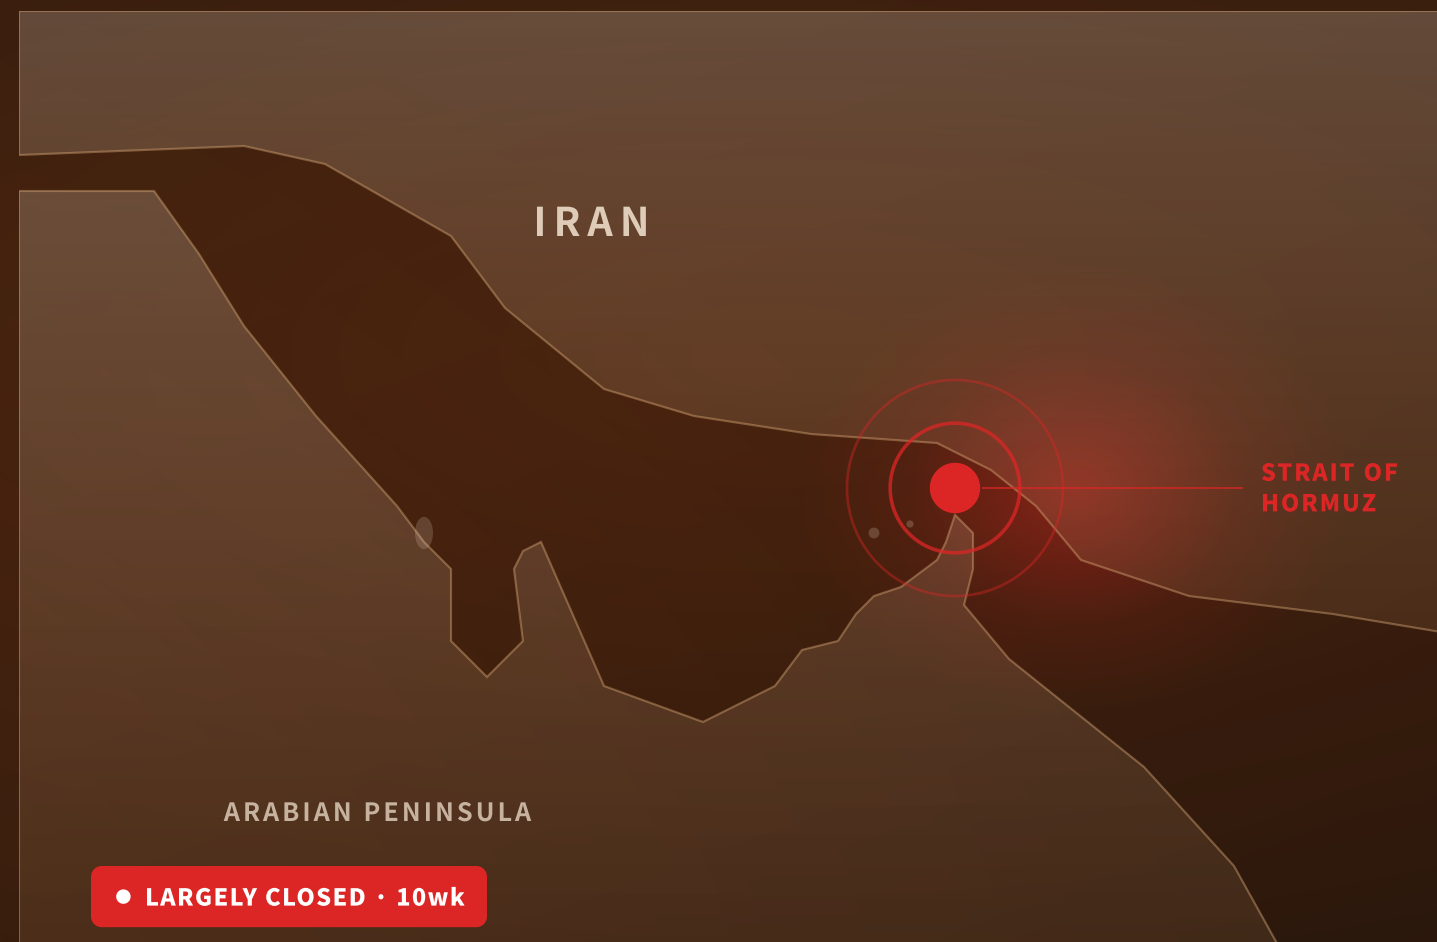 IRAN
STRAIT OF
HORMUZ
ARABIAN PENINSULA
LARGELY CLOSED · 10wk